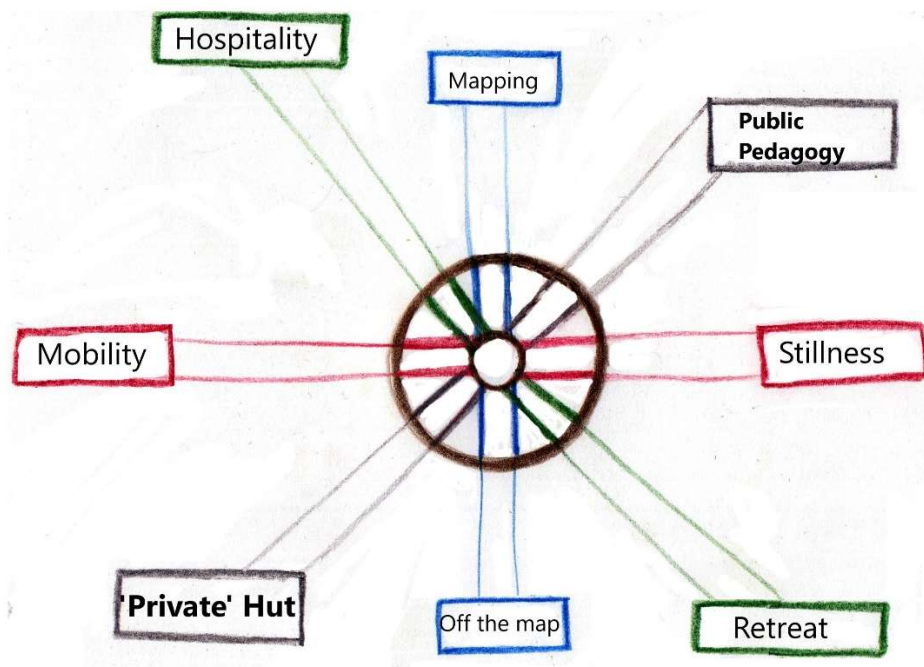 Hospitality
Mapping
Public
Pedagogy
Mobility
Stillness
'Private' Hut
Off the map
Retreat